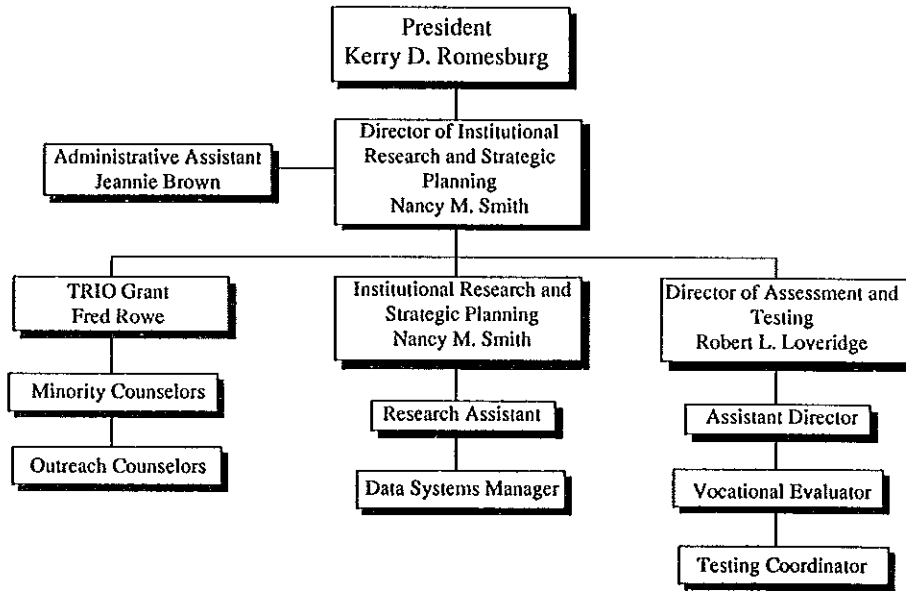 President
Kerry D. Romesburg
Director of Institutional
Research and Strategic
Planning
Nancy M. Smith
Administrative Assistant
Jeannie Brown
TRIO Grant
Fred Rowe
Minority Counselors
Outreach Counselors
Institutional Research and
Strategic Planning
Nancy M. Smith
Research Assistant
Data Systems Manager
Director of Assessment and
Testing
Robert L. Loveridge
Assistant Director
Vocational Evaluator
Testing Coordinator